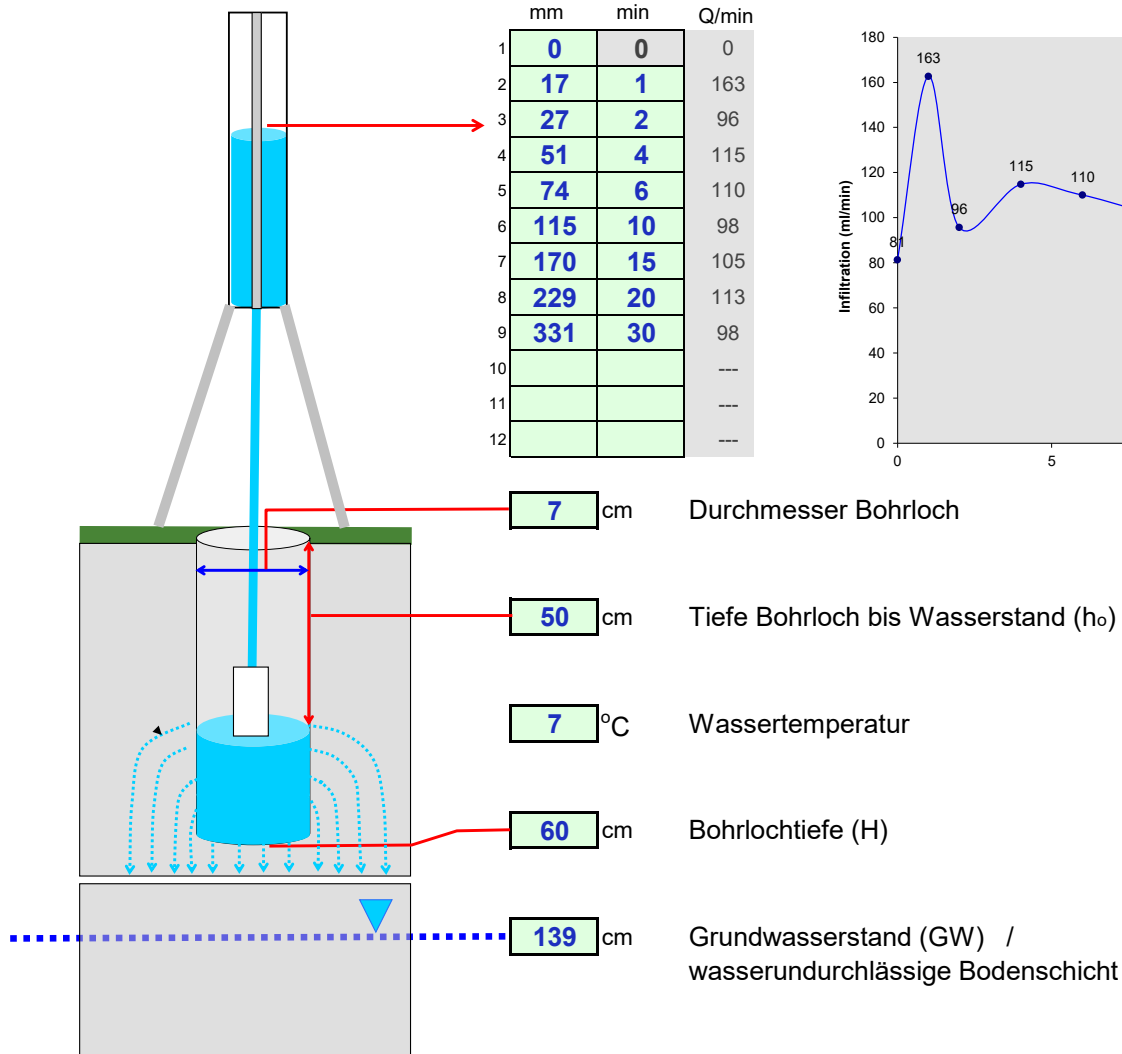 mm min Q/min
1 0 0 0
2 17 1 163
3 27 2 96
4 51 4 115
5 74 6 110
6 115 10 98
7 170 15 105
8 229 20 113
9 331 30 98
10 ---
11 ---
12 ---
180
160
140
120
100
80
60
40
20
0
Infiltration (ml/min)
81
163
96
115
110
0 5
7 cm Durchmesser Bohrloch
50 cm Tiefe Bohrloch bis Wasserstand (ho)
7 °C Wassertemperatur
60 cm Bohrlochtiefe (H)
139 cm Grundwasserstand (GW) /
wasserundurchlässige Bodenschicht